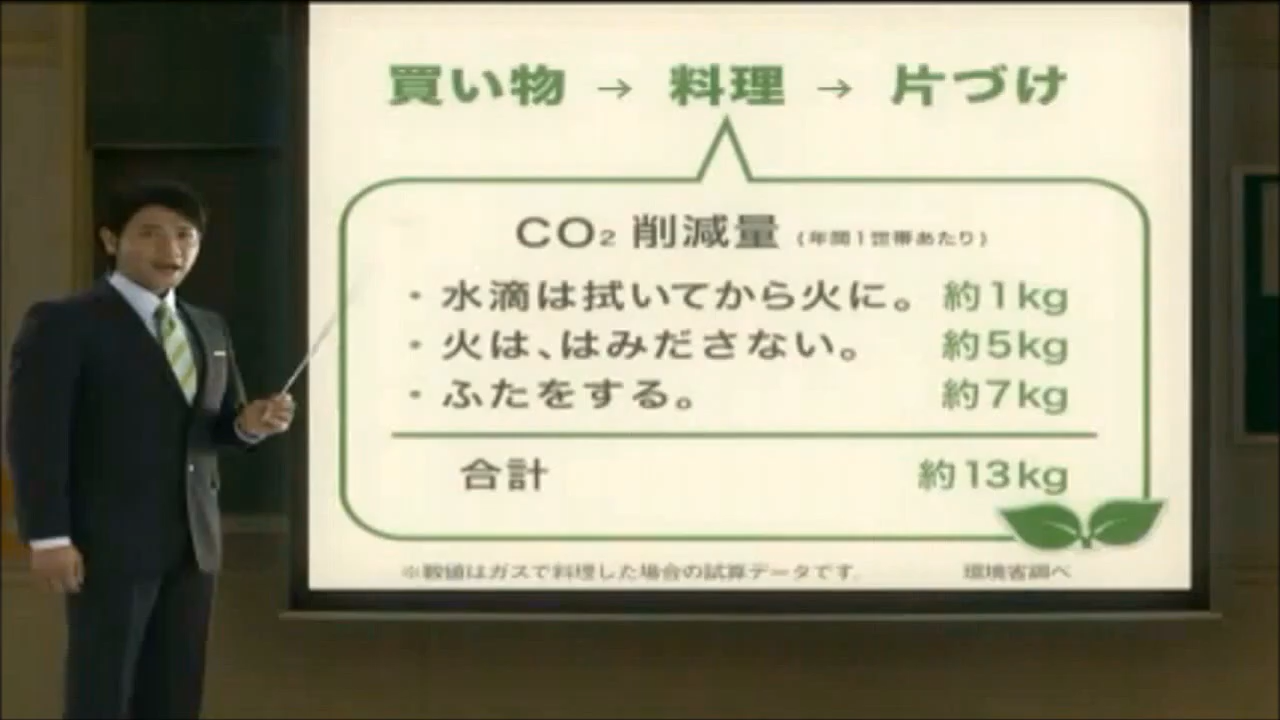 買い物 → 料理 → 片づけ
CO₂ 削減量 (年間1世帯あたり)
・水滴は拭いてから火に。 約1kg
・火は、はみださない。 約5kg
・ふたをする。 約7kg
合計 約13kg
※数値はガスで料理した場合の試算データです。 環境省調べ